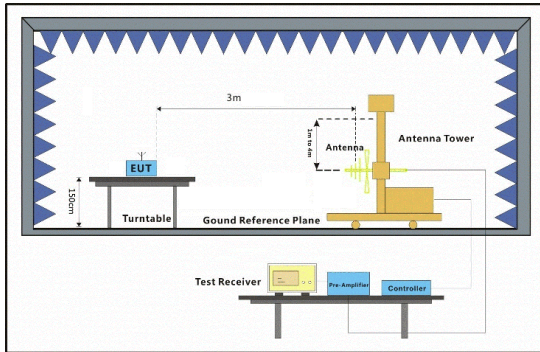 3m
1m to 4m
Antenna
Antenna Tower
EUT
150cm
Turntable
Gound Reference Plane
Test Receiver
Pre-Amplifier
Controller